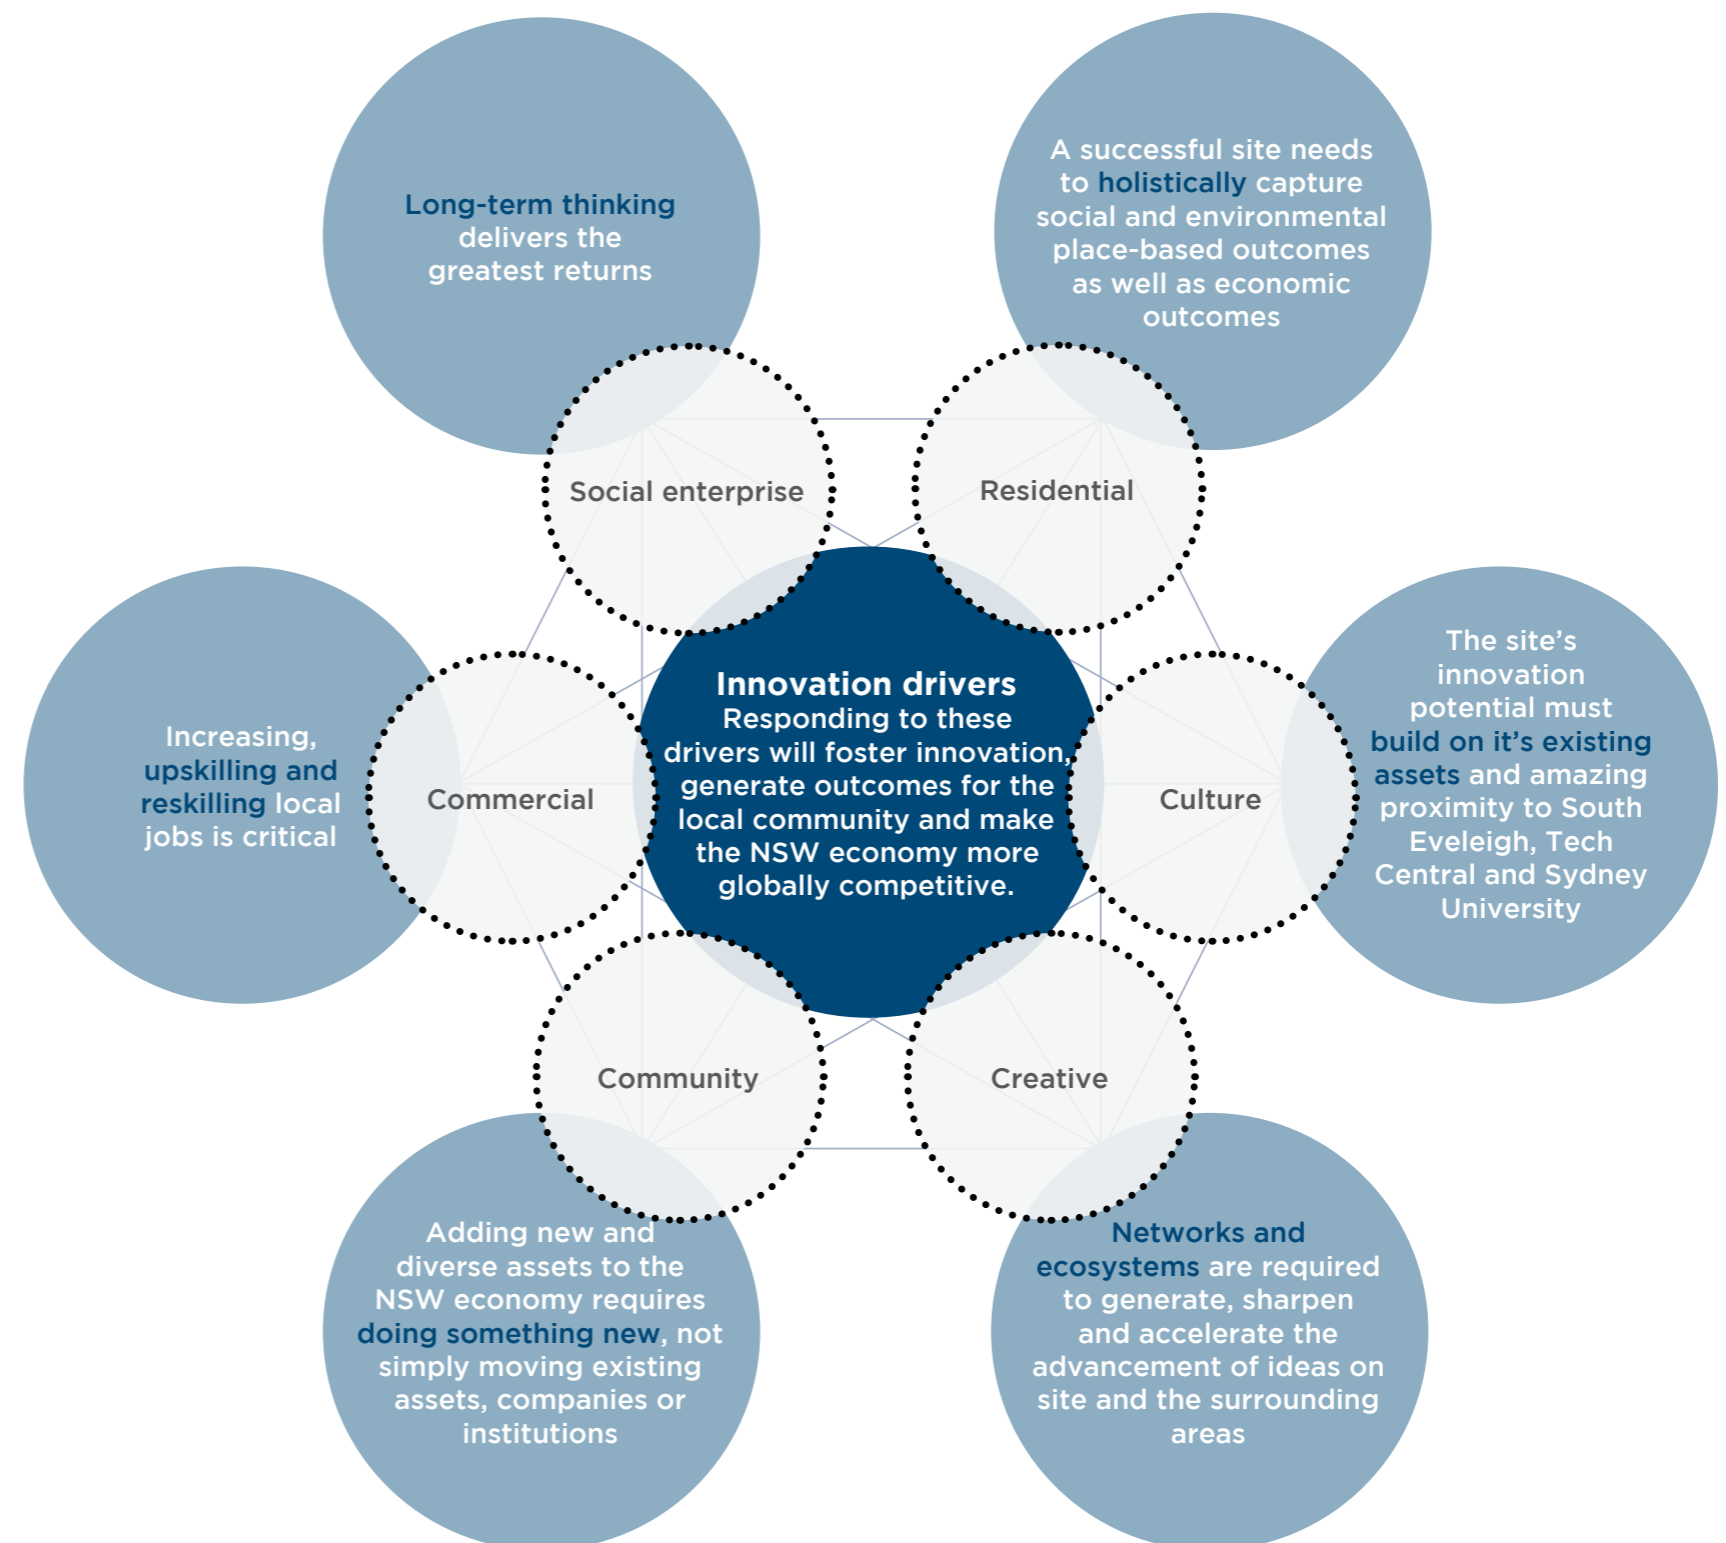 Long-term thinking
delivers the
greatest returns
A successful site needs
to holistically capture
social and environmental
place-based outcomes
as well as economic
outcomes
Social enterprise
Residential
Increasing,
upskilling and
reskilling local
jobs is critical
Commercial
Innovation drivers
Responding to these
drivers will foster innovation,
generate outcomes for the
local community and make
the NSW economy more
globally competitive.
Culture
The site’s
innovation
potential must
build on it’s existing
assets and amazing
proximity to South
Eveleigh, Tech
Central and Sydney
University
Community
Creative
Adding new and
diverse assets to the
NSW economy requires
doing something new, not
simply moving existing
assets, companies or
institutions
Networks and
ecosystems are required
to generate, sharpen
and accelerate the
advancement of ideas on
site and the surrounding
areas